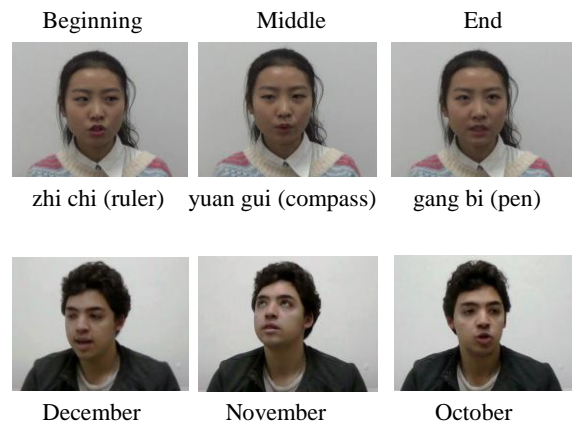 Beginning Middle End
zhi chi (ruler) yuan gui (compass) gang bi (pen)
December November October